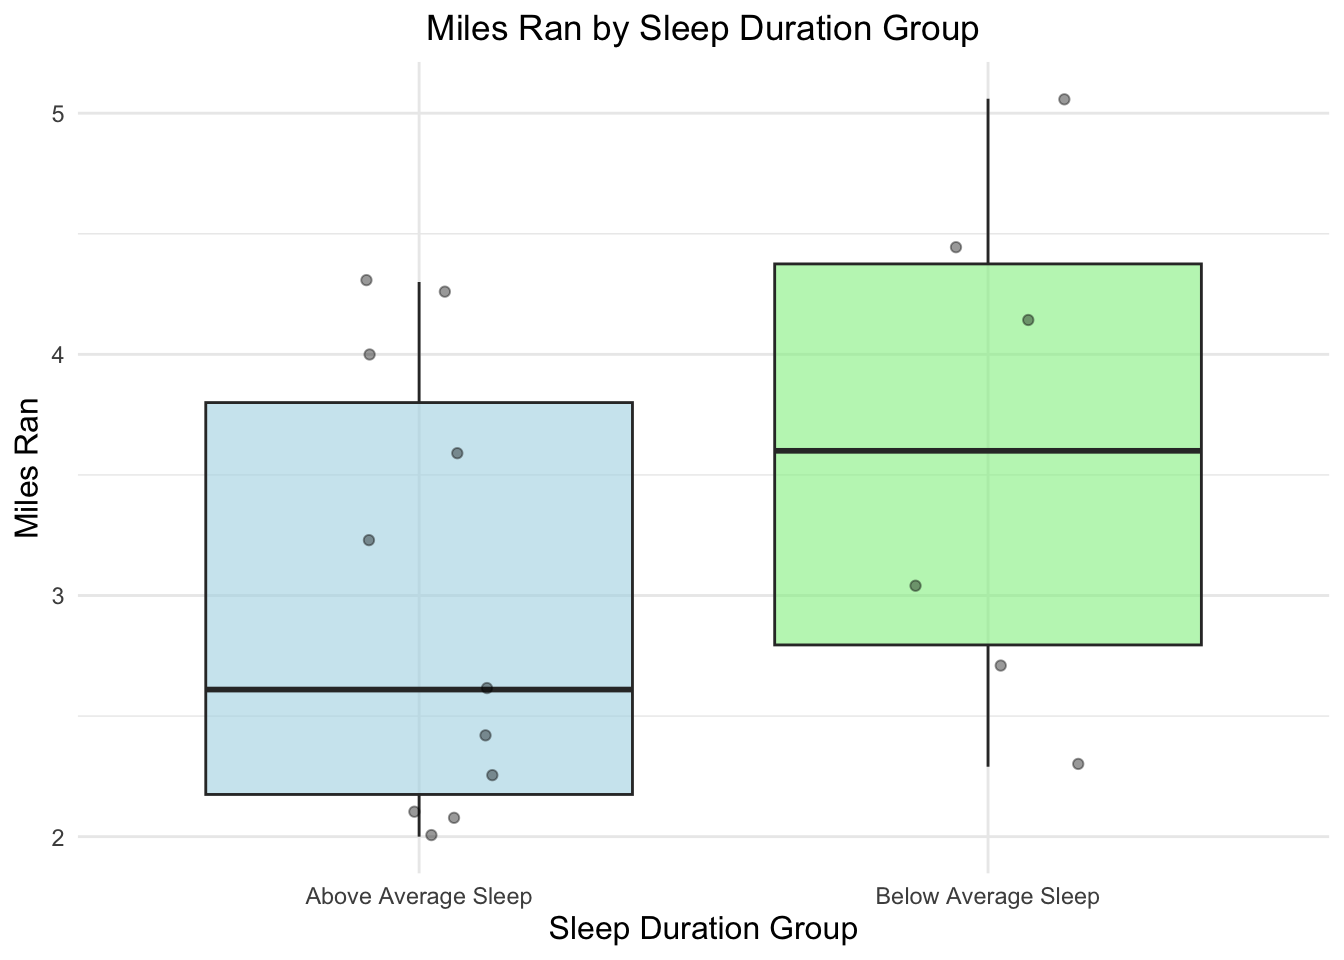 Miles Ran by Sleep Duration Group
Miles Ran
5
4
3
2
Above Average Sleep
Below Average Sleep
Sleep Duration Group